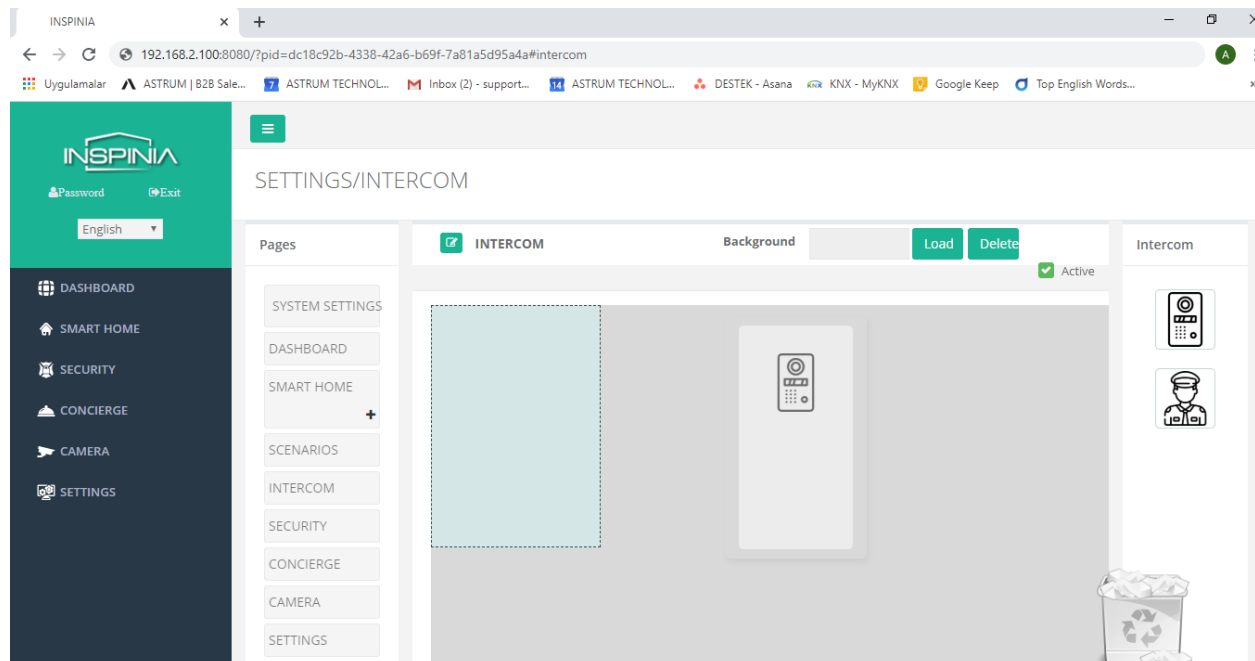 INSPINIA
192.168.2.100:8080/?pid=dc18c92b-4338-42a6-b69f-7a81a5d95a4a#intercom
A
Uygulamalar ASTRUM | B2B Sale... 7 ASTRUM TECHNOL... Inbox (2) - support... 14 ASTRUM TECHNOL... DESTEK - Asana KNX KNX - MyKNX Google Keep Top English Words...
INSPINIA
Password Exit
English
DASHBOARD
SMART HOME
SECURITY
CONCIERGE
CAMERA
SETTINGS
SETTINGS/INTERCOM
Pages
SYSTEM SETTINGS
DASHBOARD
SMART HOME
+
SCENARIOS
INTERCOM
SECURITY
CONCIERGE
CAMERA
SETTINGS
INTERCOM Background Load Delete
Active
Intercom